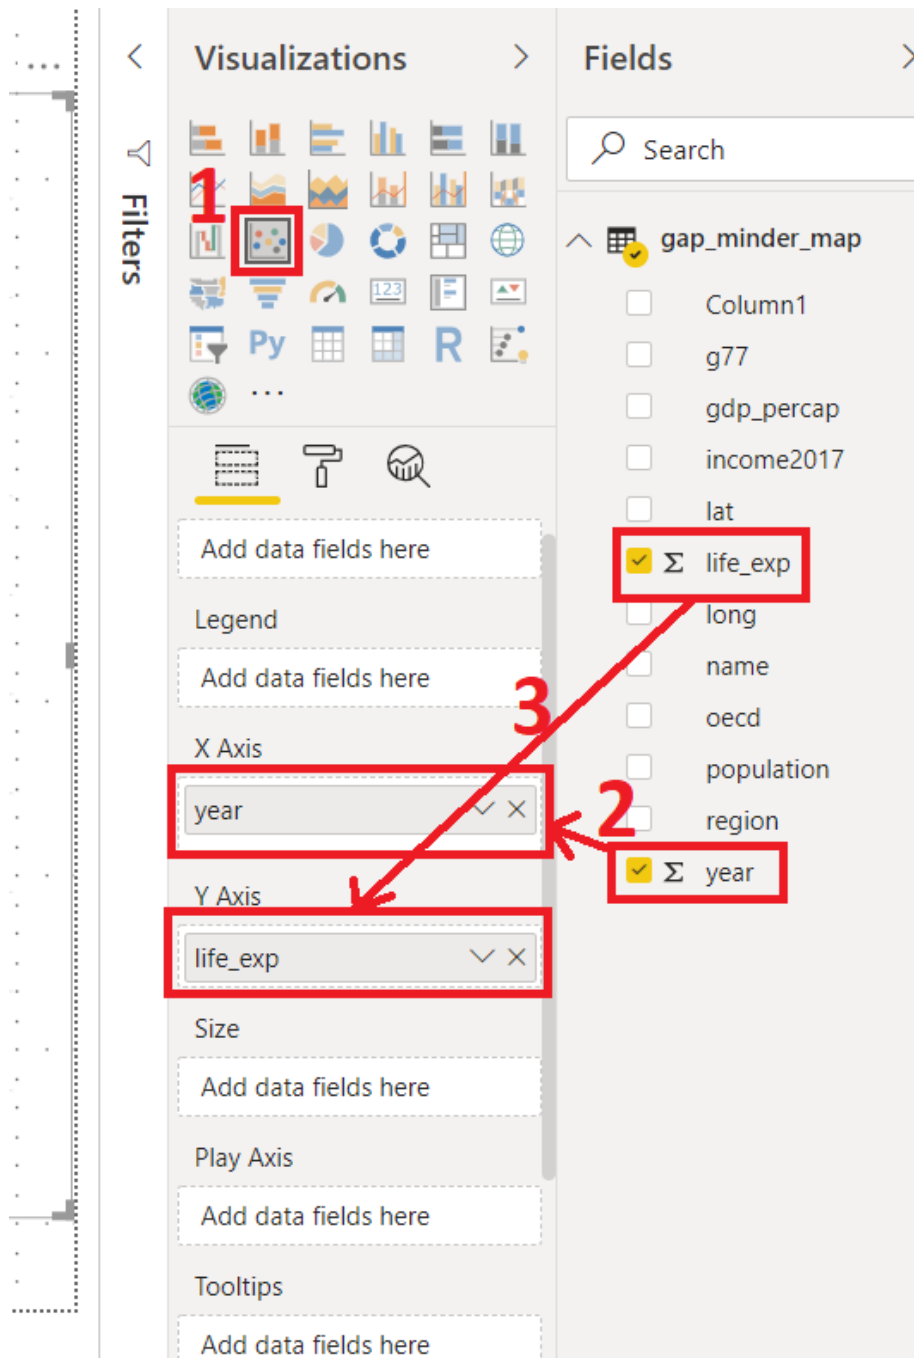 Visualizations
Fields
Search
Filters
1
123
Py
R
gap_minder_map
Column1
g77
gdp_percap
income2017
lat
Σ life_exp
long
name
oecd
population
region
Σ year
Add data fields here
Legend
Add data fields here
3
X Axis
year
2
Y Axis
life_exp
Size
Add data fields here
Play Axis
Add data fields here
Tooltips
Add data fields here